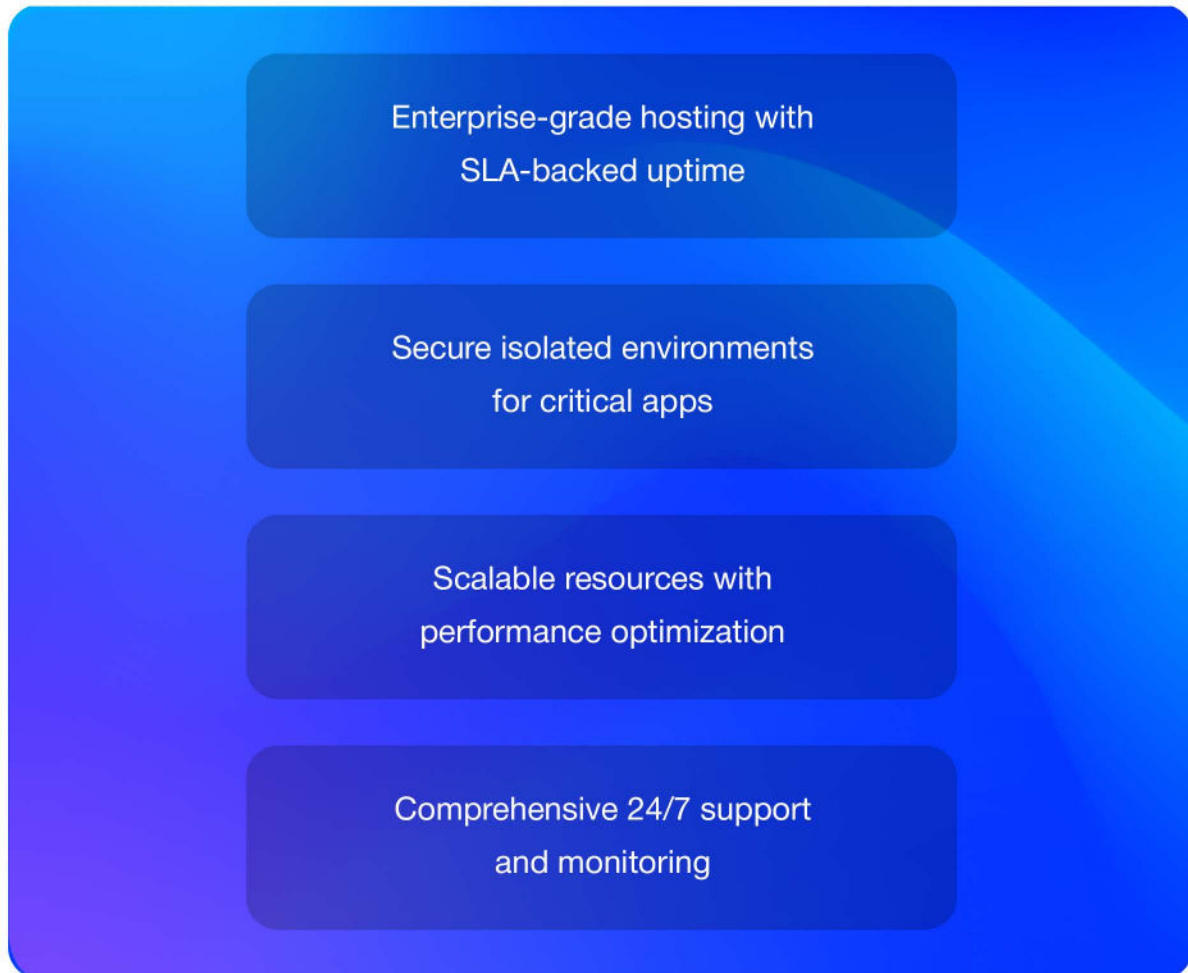 Enterprise-grade hosting with
SLA-backed uptime
Secure isolated environments
for critical apps
Scalable resources with
performance optimization
Comprehensive 24/7 support
and monitoring